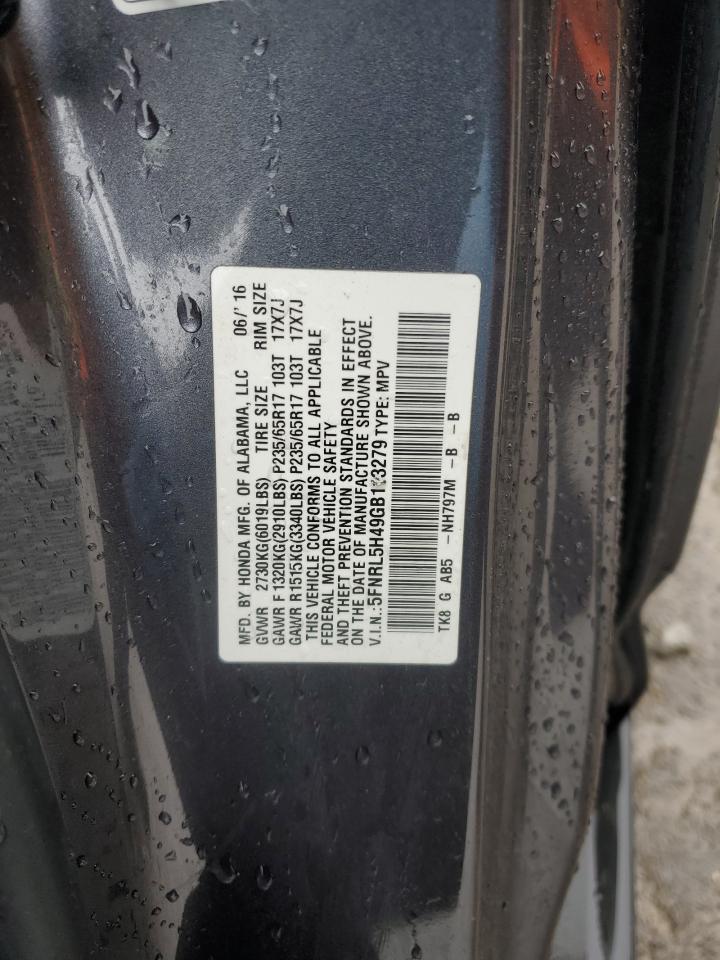 MFD. BY HONDA MFG. OF ALABAMA, LLC 06/' 16
GVWR 2730KG(6019LBS) TIRE SIZE RIM SIZE
GAWR F 1320KG(2910LBS) P235/65R17 103T 17X7J
GAWR R1515KG(3340LBS) P235/65R17 103T 17X7J
THIS VEHICLE CONFORMS TO ALL APPLICABLE
FEDERAL MOTOR VEHICLE SAFETY
AND THEFT PREVENTION STANDARDS IN EFFECT
ON THE DATE OF MANUFACTURE SHOWN ABOVE.
V.I.N.:5FNRL5H49GB113279 TYPE: MPV
TK8 G AB5 -NH797M -B -B